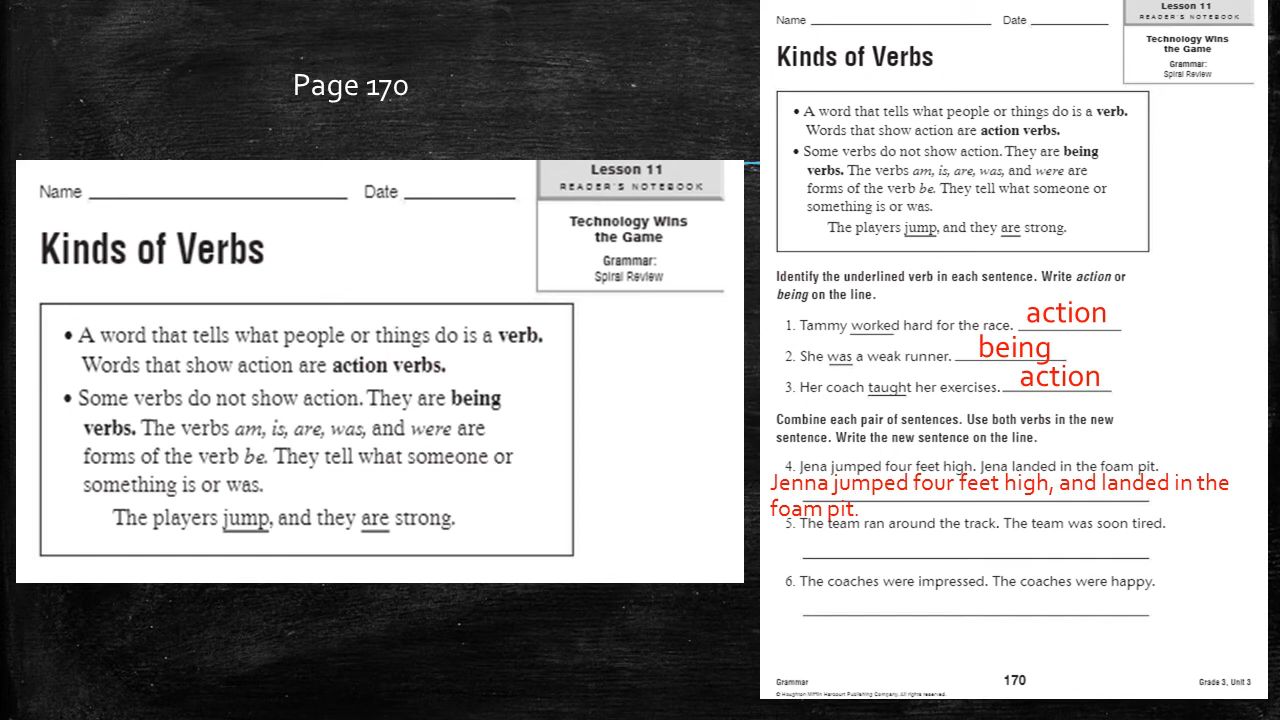 Page 170
Name Date
Lesson 11
READER'S NOTEBOOK
Technology Wins
the Game
Grammar:
Spiral Review
Kinds of Verbs
• A word that tells what people or things do is a verb.
Words that show action are action verbs.
• Some verbs do not show action. They are being
verbs. The verbs am, is, are, was, and were are
forms of the verb be. They tell what someone or
something is or was.
The players jump, and they are strong.
Name Date
Lesson 11
READER'S NOTEBOOK
Technology Wins
the Game
Grammar:
Spiral Review
Kinds of Verbs
• A word that tells what people or things do is a verb.
Words that show action are action verbs.
• Some verbs do not show action. They are being
verbs. The verbs am, is, are, was, and were are
forms of the verb be. They tell what someone or
something is or was.
The players jump, and they are strong.
Identify the underlined verb in each sentence. Write action or
being on the line.
1. Tammy worked hard for the race. action
2. She was a weak runner. being
3. Her coach taught her exercises. action
Combine each pair of sentences. Use both verbs in the new
sentence. Write the new sentence on the line.
4. Jena jumped four feet high. Jena landed in the foam pit.
Jenna jumped four feet high, and landed in the
foam pit.
5. The team ran around the track. The team was soon tired.
6. The coaches were impressed. The coaches were happy.
Grammar 170 Grade 3, Unit 3
© Houghton Mifflin Harcourt Publishing Company. All rights reserved.